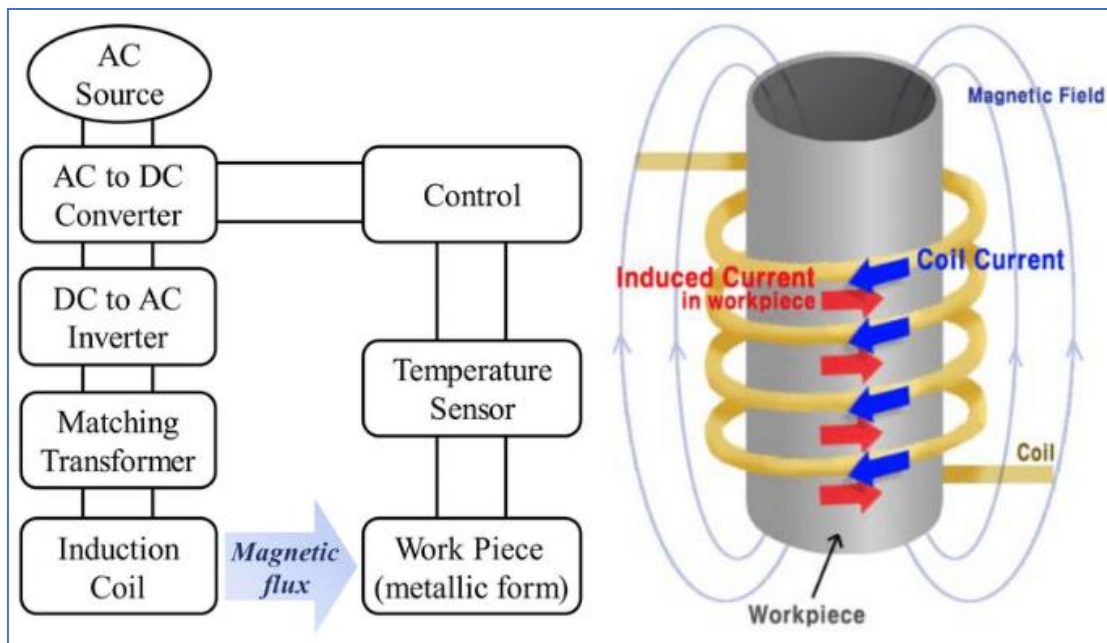 AC
Source
AC to DC
Converter
Control
DC to AC
Inverter
Temperature
Sensor
Matching
Transformer
Induction
Coil
Magnetic
flux
Work Piece
(metallic form)
Magnetic Field
Coil Current
Induced Current
in workpiece
Coil
Workpiece